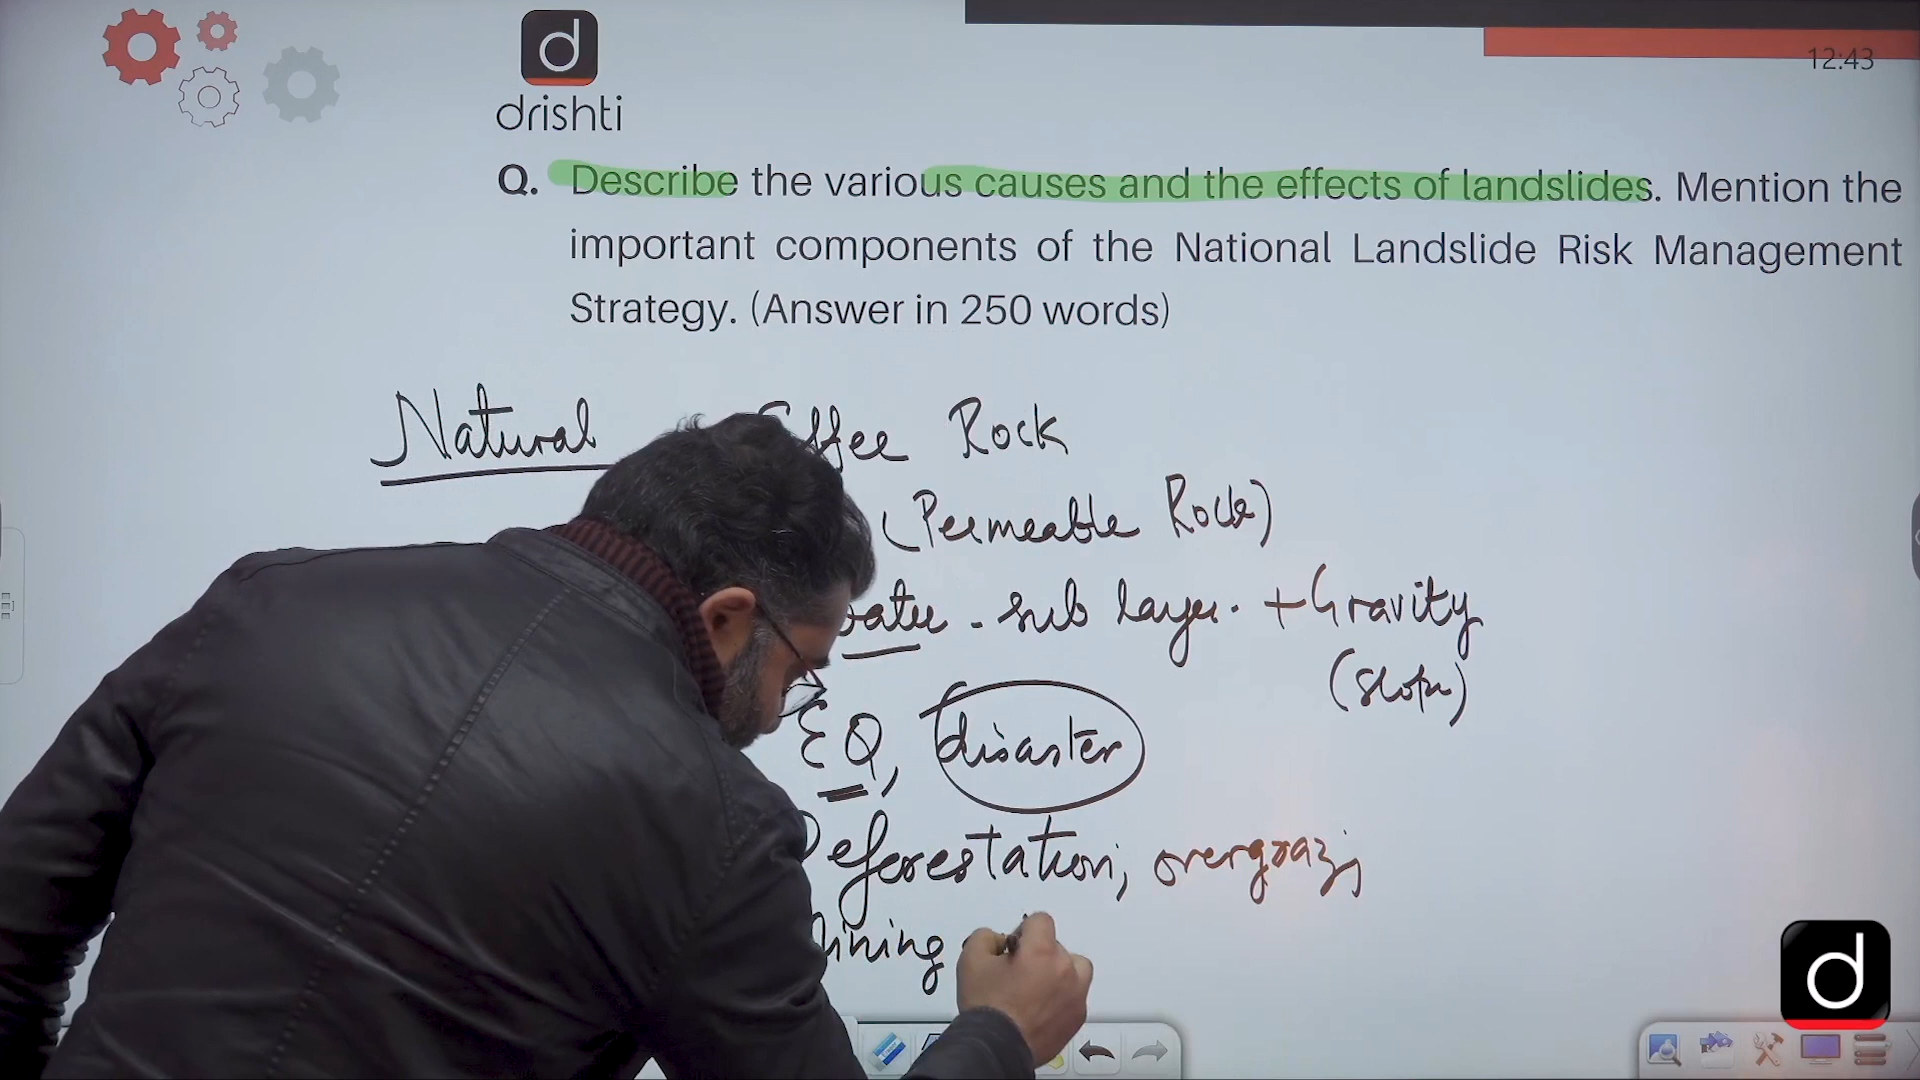 12:43
drishti
Q. Describe the various causes and the effects of landslides. Mention the
important components of the National Landslide Risk Management
Strategy. (Answer in 250 words)
Natural Rock
(Permeable Rock)
sub layer. + Gravity
(slope)
EQ, disaster
Deforestation, overgraz,
Mining